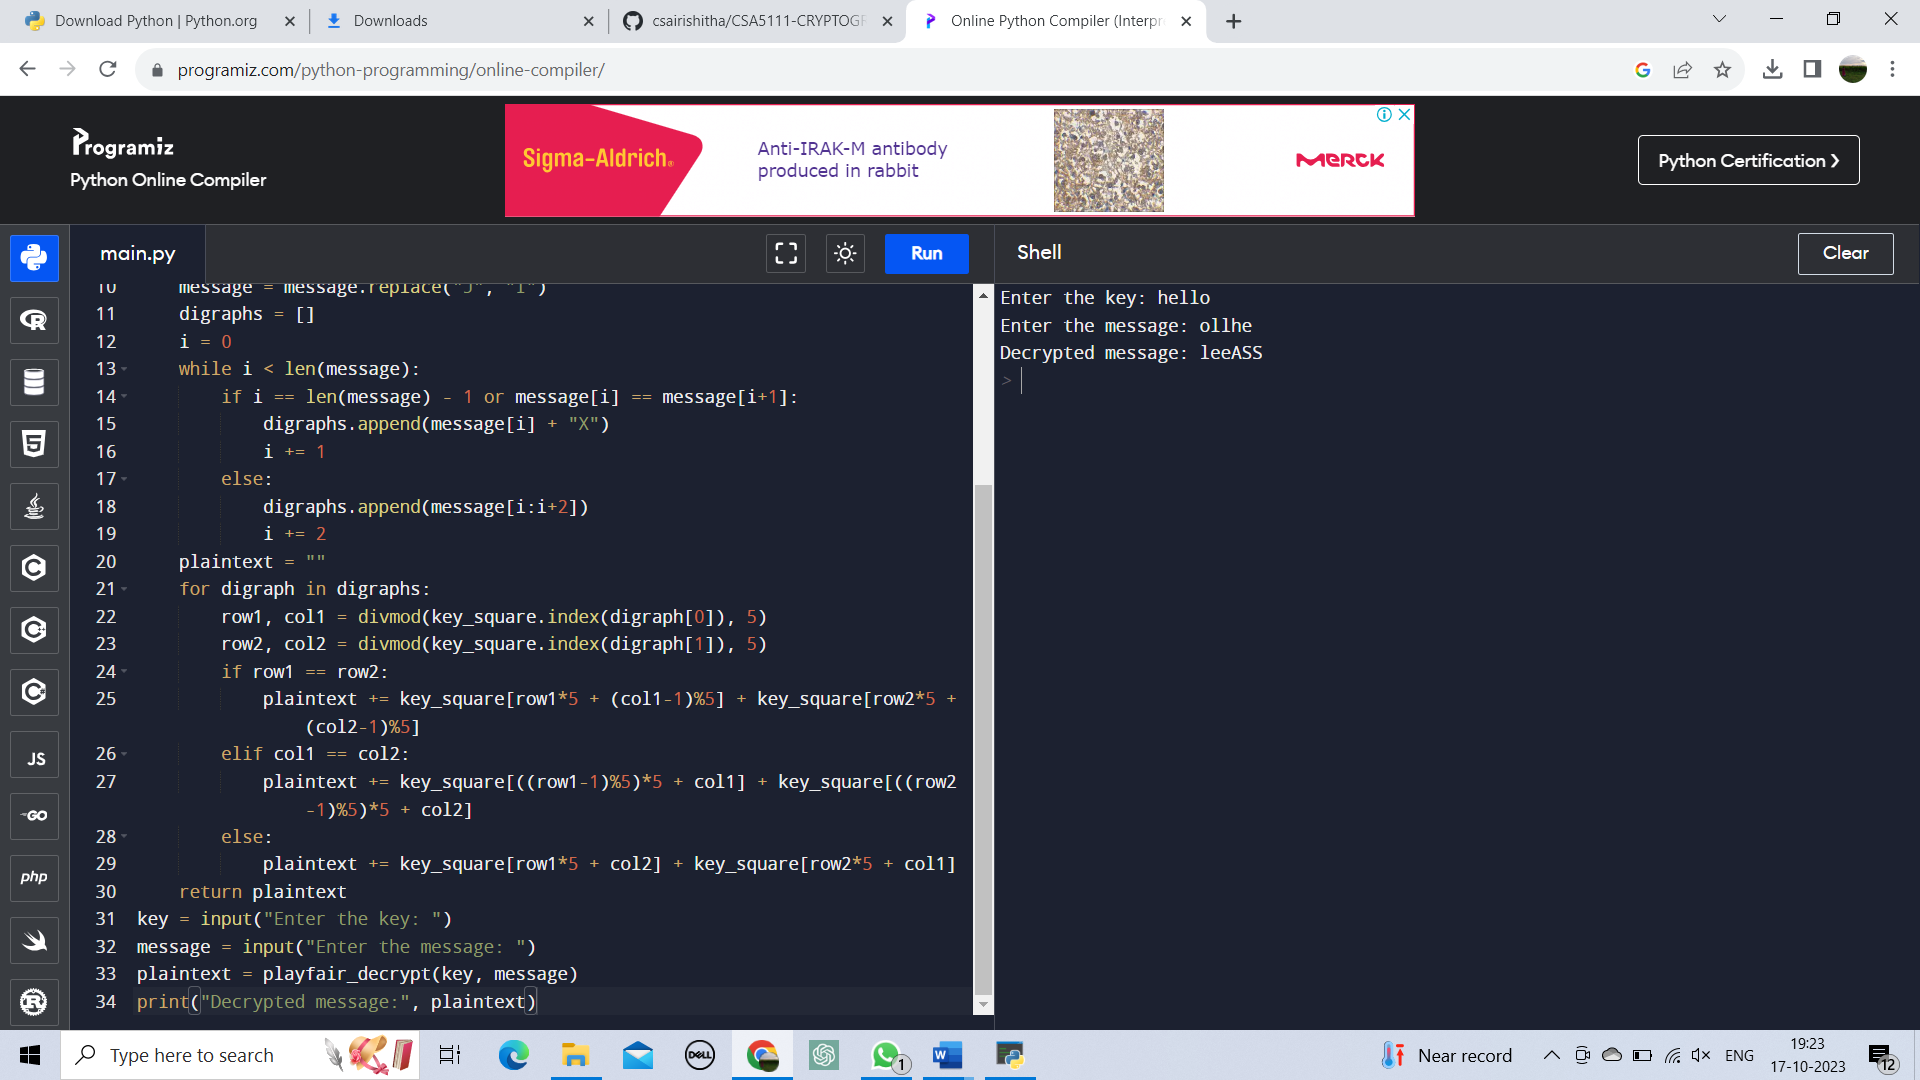 Download Python | Python.org
Downloads
csairishitha/CSA5111-CRYPTOGR
Online Python Compiler (Interpre
programiz.com/python-programming/online-compiler/
Programiz
Python Online Compiler
Sigma-Aldrich®
Anti-IRAK-M antibody
produced in rabbit
MERCK
Python Certification ❯
main.py
Run
Shell
Clear
10 message = message.replace("J", "I")
11 digraphs = []
12 i = 0
13 while i < len(message):
14 if i == len(message) - 1 or message[i] == message[i+1]:
15 digraphs.append(message[i] + "X")
16 i += 1
17 else:
18 digraphs.append(message[i:i+2])
19 i += 2
20 plaintext = ""
21 for digraph in digraphs:
22 row1, col1 = divmod(key_square.index(digraph[0]), 5)
23 row2, col2 = divmod(key_square.index(digraph[1]), 5)
24 if row1 == row2:
25 plaintext += key_square[row1*5 + (col1-1)%5] + key_square[row2*5 +
(col2-1)%5]
26 elif col1 == col2:
27 plaintext += key_square[((row1-1)%5)*5 + col1] + key_square[((row2
-1)%5)*5 + col2]
28 else:
29 plaintext += key_square[row1*5 + col2] + key_square[row2*5 + col1]
30 return plaintext
31 key = input("Enter the key: ")
32 message = input("Enter the message: ")
33 plaintext = playfair_decrypt(key, message)
34 print("Decrypted message:", plaintext)
Enter the key: hello
Enter the message: ollhe
Decrypted message: leeASS
>
JS
GO
php
Type here to search
DELL
1
W
Near record
ENG
19:23
17-10-2023
12